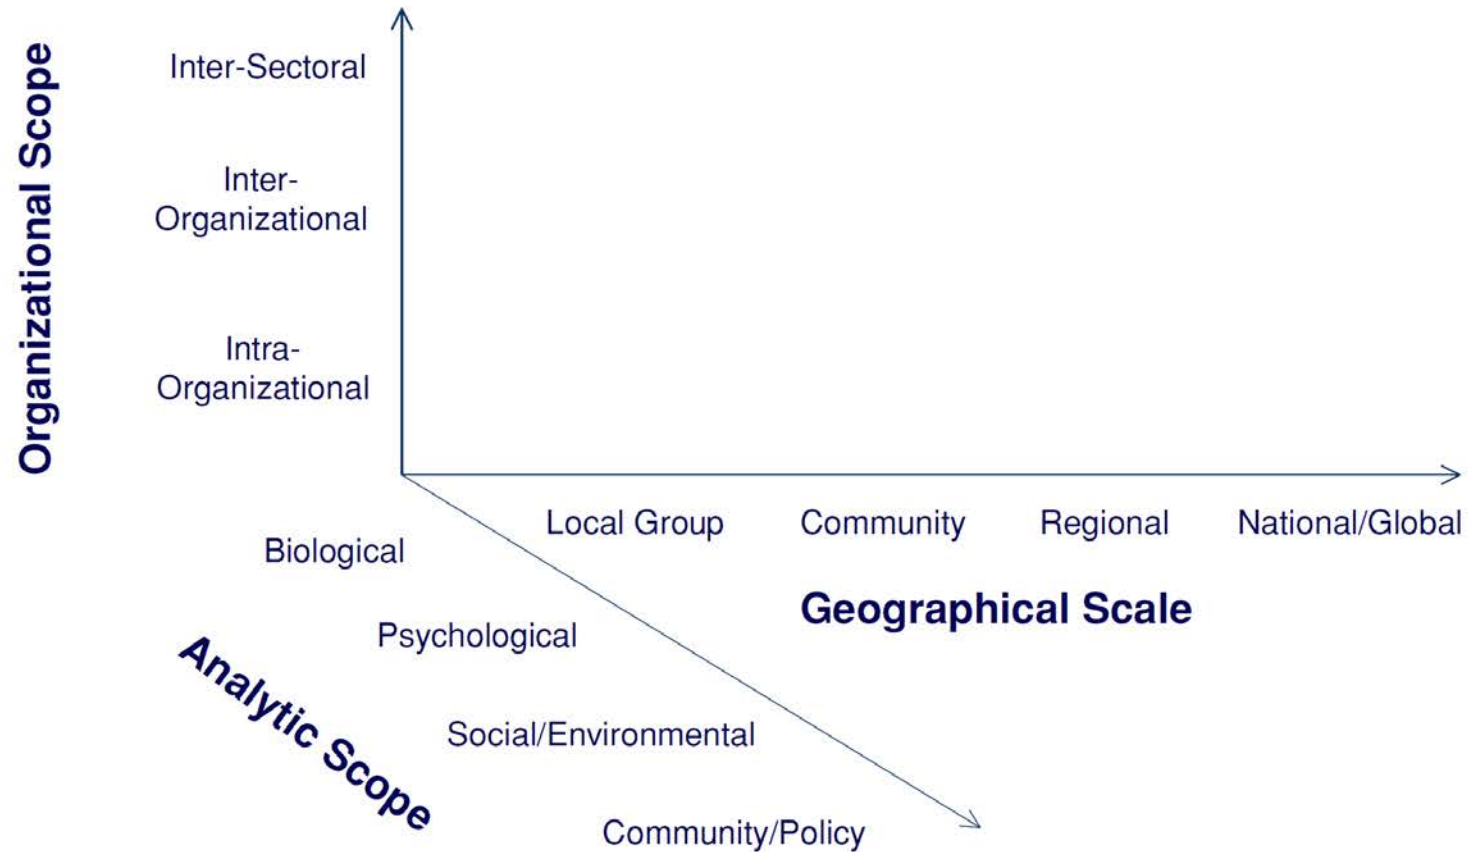 Organizational Scope
Inter-Sectoral
Inter-
Organizational
Intra-
Organizational
Local Group
Community
Regional
National/Global
Geographical Scale
Biological
Psychological
Social/Environmental
Community/Policy
Analytic Scope